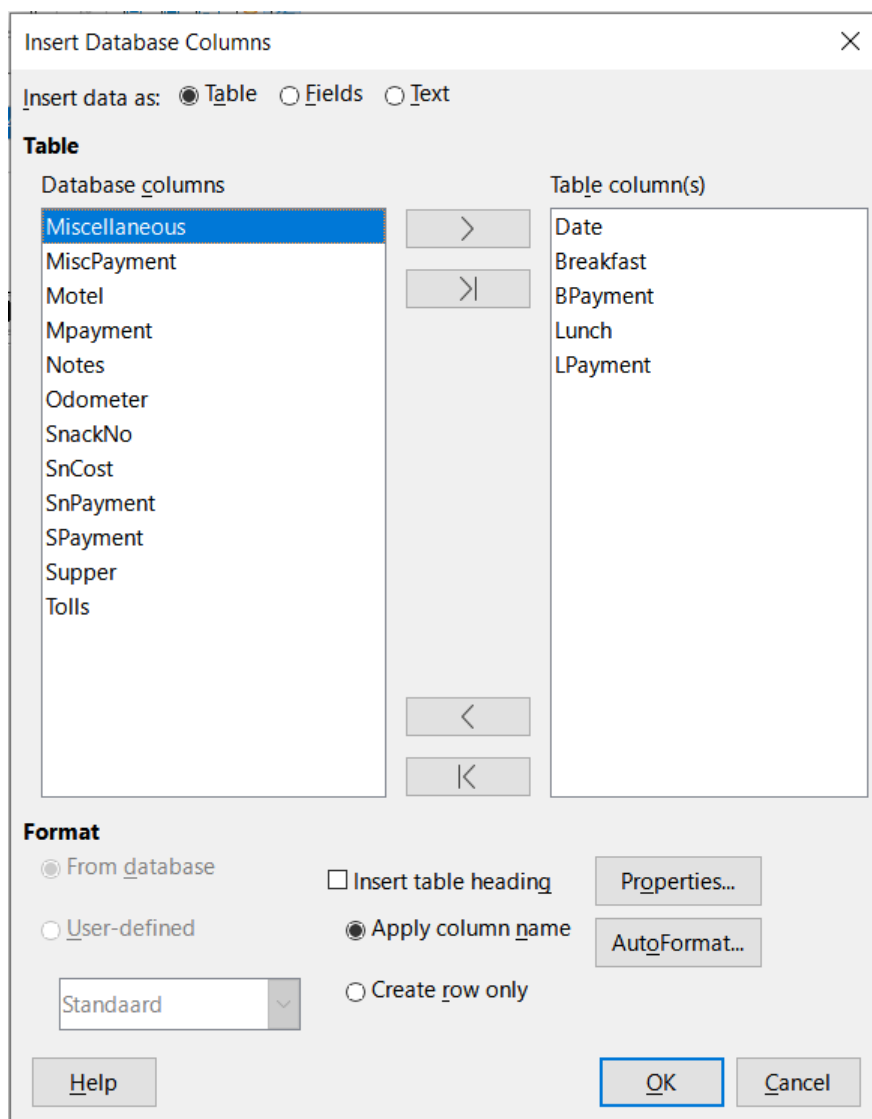 Insert Database Columns
Insert data as: Table Fields Text
Table
Database columns
Table column(s)
Miscellaneous
MiscPayment
Motel
Mpayment
Notes
Odometer
SnackNo
SnCost
SnPayment
SPayment
Supper
Tolls
Date
Breakfast
BPayment
Lunch
LPayment
Format
From database
User-defined
Standaard
Insert table heading
Apply column name
Create row only
Properties...
AutoFormat...
Help
OK
Cancel